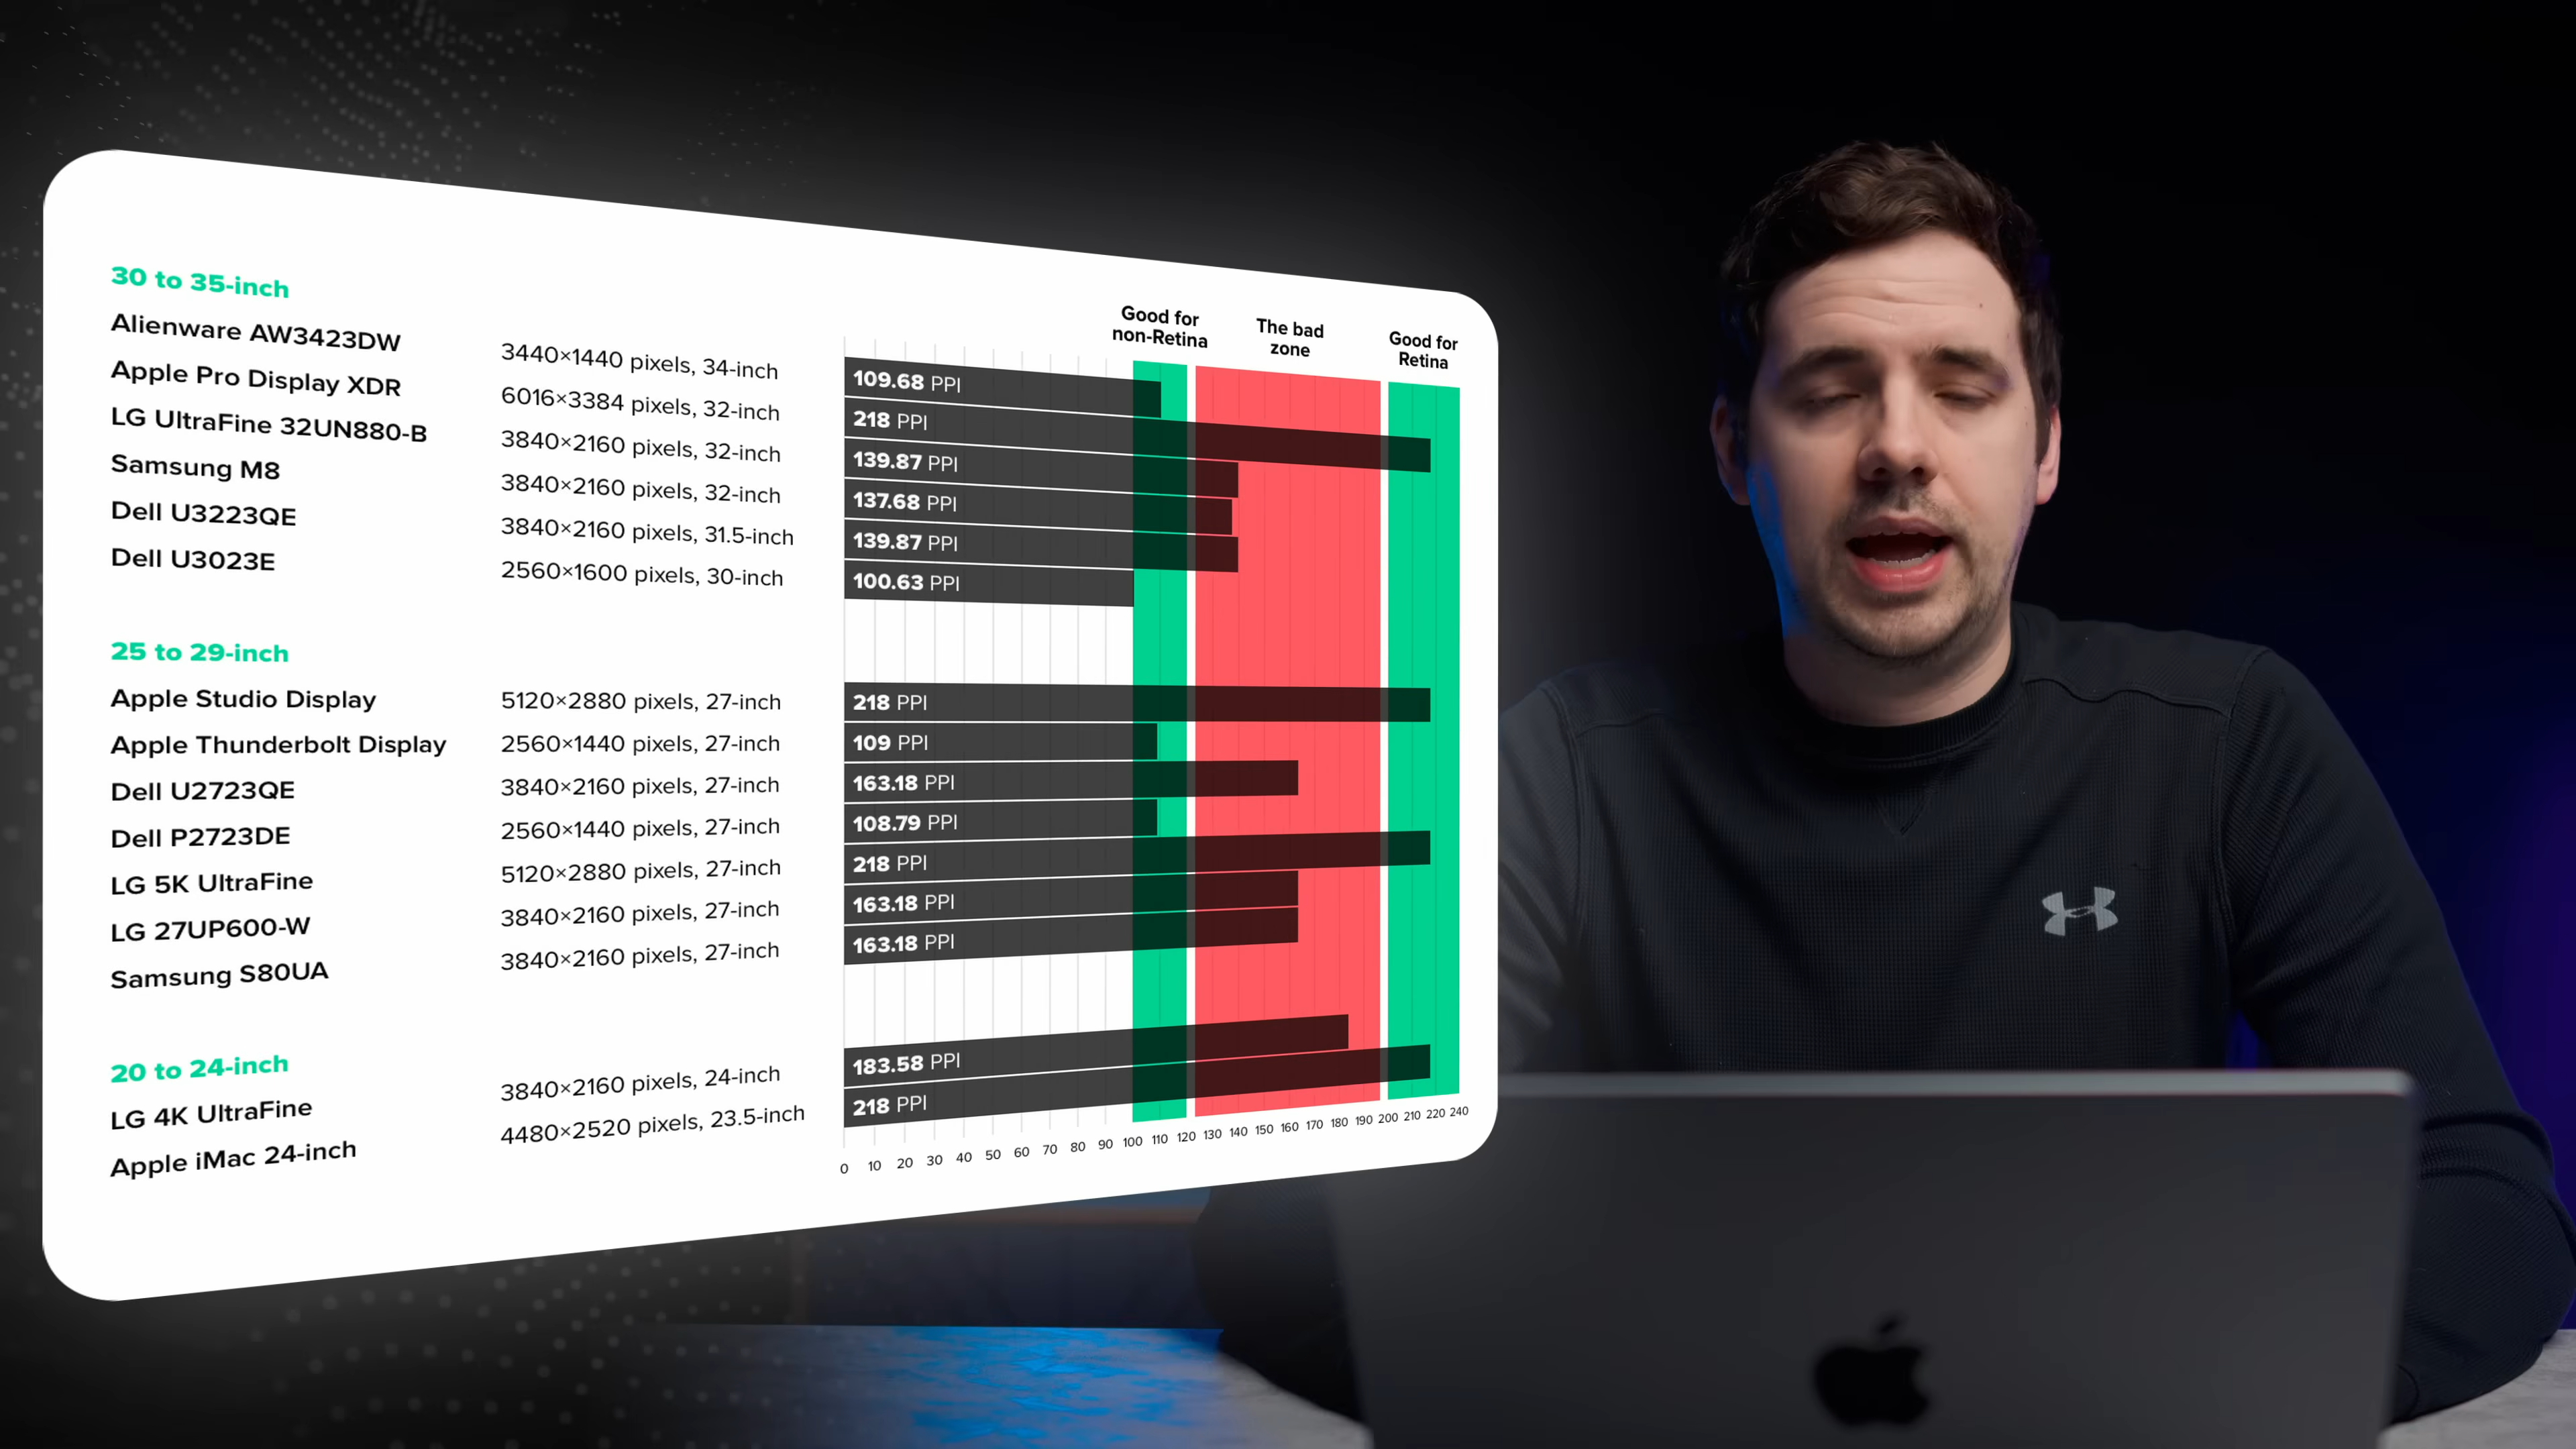 Good for
non-Retina
The bad
zone
Good for
Retina
30 to 35-inch
Alienware AW3423DW 3440×1440 pixels, 34-inch 109.68 PPI
Apple Pro Display XDR 6016×3384 pixels, 32-inch 218 PPI
LG UltraFine 32UN880-B 3840×2160 pixels, 32-inch 139.87 PPI
Samsung M8 3840×2160 pixels, 32-inch 137.68 PPI
Dell U3223QE 3840×2160 pixels, 31.5-inch 139.87 PPI
Dell U3023E 2560×1600 pixels, 30-inch 100.63 PPI
25 to 29-inch
Apple Studio Display 5120×2880 pixels, 27-inch 218 PPI
Apple Thunderbolt Display 2560×1440 pixels, 27-inch 109 PPI
Dell U2723QE 3840×2160 pixels, 27-inch 163.18 PPI
Dell P2723DE 2560×1440 pixels, 27-inch 108.79 PPI
LG 5K UltraFine 5120×2880 pixels, 27-inch 218 PPI
LG 27UP600-W 3840×2160 pixels, 27-inch 163.18 PPI
Samsung S80UA 3840×2160 pixels, 27-inch 163.18 PPI
20 to 24-inch
LG 4K UltraFine 3840×2160 pixels, 24-inch 183.58 PPI
Apple iMac 24-inch 4480×2520 pixels, 23.5-inch 218 PPI
0 10 20 30 40 50 60 70 80 90 100 110 120 130 140 150 160 170 180 190 200 210 220 240